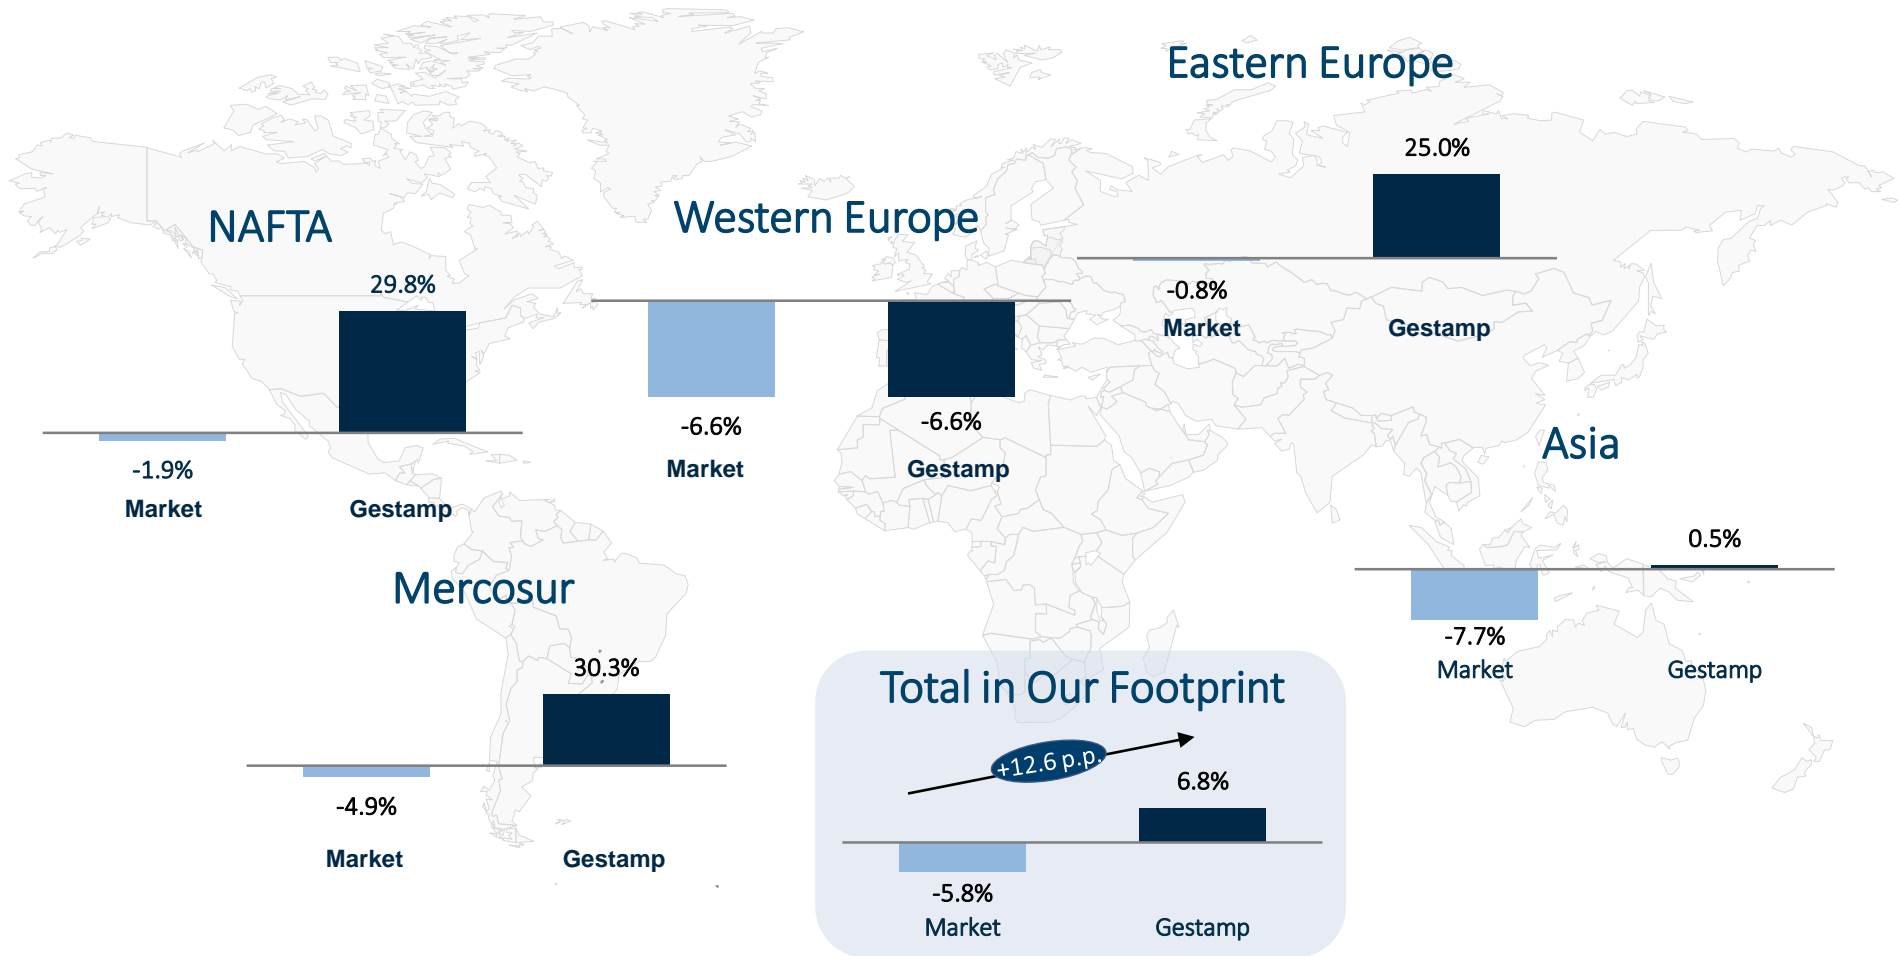 Eastern Europe
25.0%
-0.8%
Market
Gestamp
NAFTA
29.8%
-1.9%
Market
Gestamp
Western Europe
-6.6%
-6.6%
Market
Gestamp
Asia
0.5%
-7.7%
Market
Gestamp
Mercosur
30.3%
-4.9%
Market
Gestamp
Total in Our Footprint
+12.6 p.p.
6.8%
-5.8%
Market
Gestamp